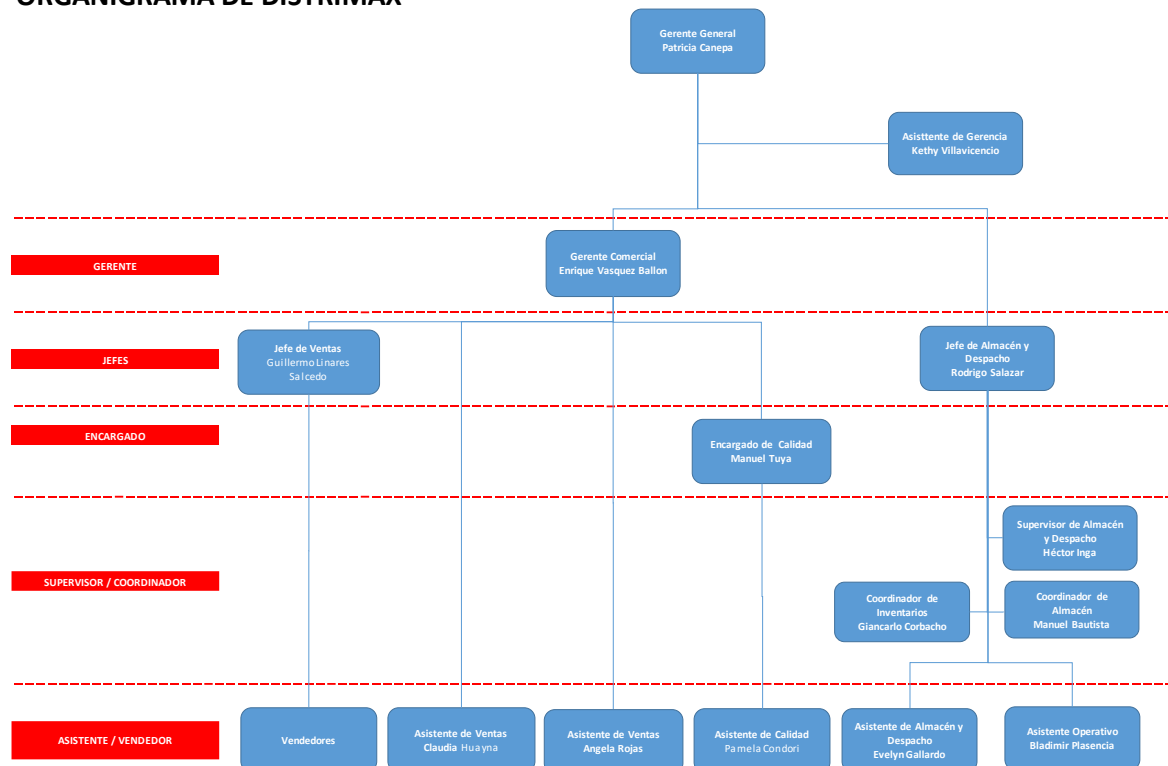 ORGANIGRAMA DE DISTRIMAX
Gerente General
Patricia Canepa
Asisttente de Gerencia
Kethy Villavicencio
GERENTE
Gerente Comercial
Enrique Vasquez Ballon
JEFES
Jefe de Ventas
Guillermo Linares
Salcedo
Jefe de Almacén y
Despacho
Rodrigo Salazar
ENCARGADO
Encargado de Calidad
Manuel Tuya
SUPERVISOR / COORDINADOR
Supervisor de Almacén
y Despacho
Héctor Inga
Coordinador de
Inventarios
Giancarlo Corbacho
Coordinador de
Almacén
Manuel Bautista
ASISTENTE / VENDEDOR
Vendedores
Asistente de Ventas
Claudia Huayna
Asistente de Ventas
Angela Rojas
Asistente de Calidad
Pamela Condori
Asistente de Almacén y
Despacho
Evelyn Gallardo
Asistente Operativo
Bladimir Plasencia